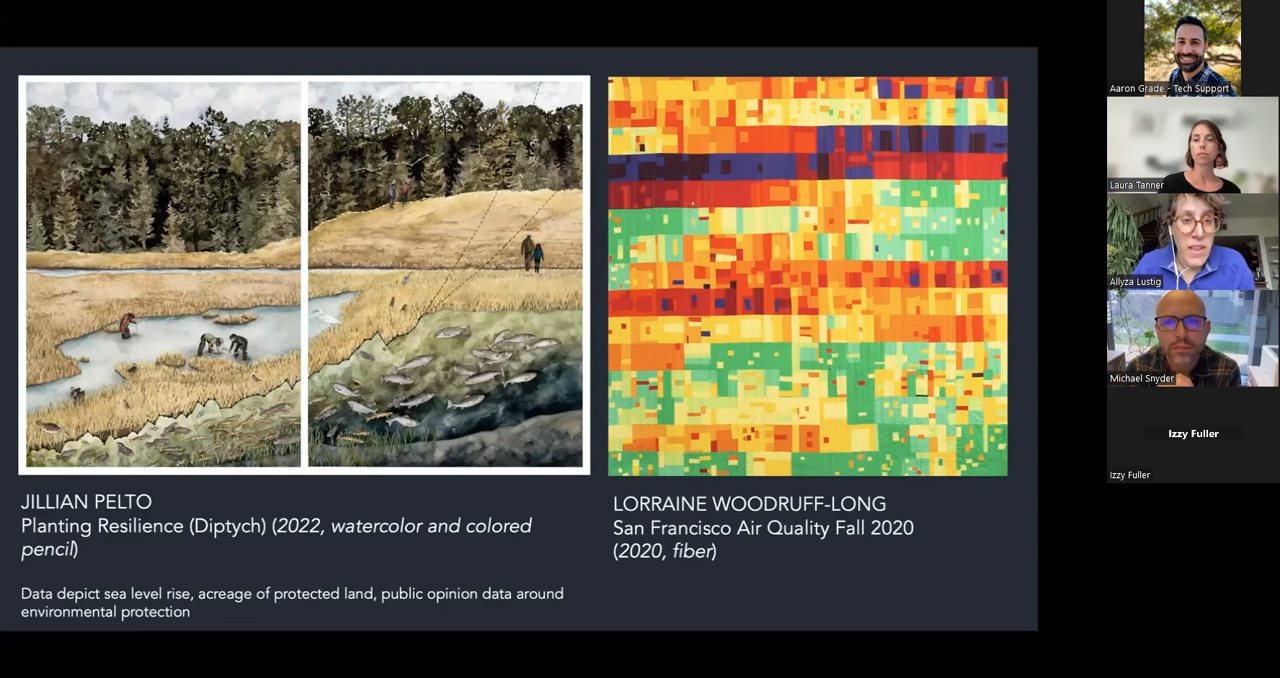 JILLIAN PELTO
Planting Resilience (Diptych) (2022, watercolor and colored
pencil)
Data depict sea level rise, acreage of protected land, public opinion data around
environmental protection
LORRAINE WOODRUFF-LONG
San Francisco Air Quality Fall 2020
(2020, fiber)
Aaron Grade - Tech Support
Laura Tanner
Allyza Lustig
Michael Snyder
Izzy Fuller
Izzy Fuller